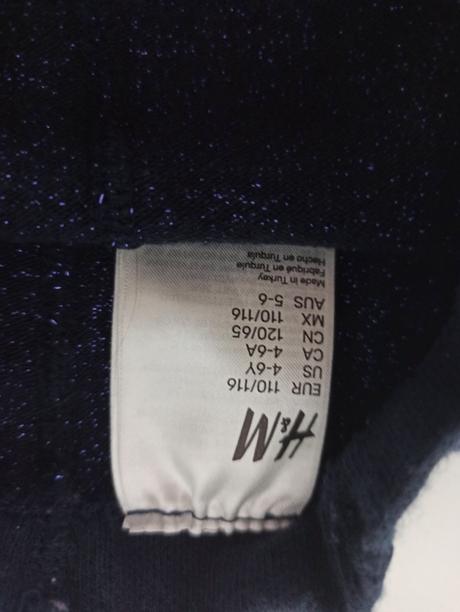 H&M
EUR 110/116
US 4-6Y
CA 4-6A
CN 120/65
MX 110/116
AUS 5-6
Made in Turkey
Fabriqué en Turquie
Hecho en Turquía